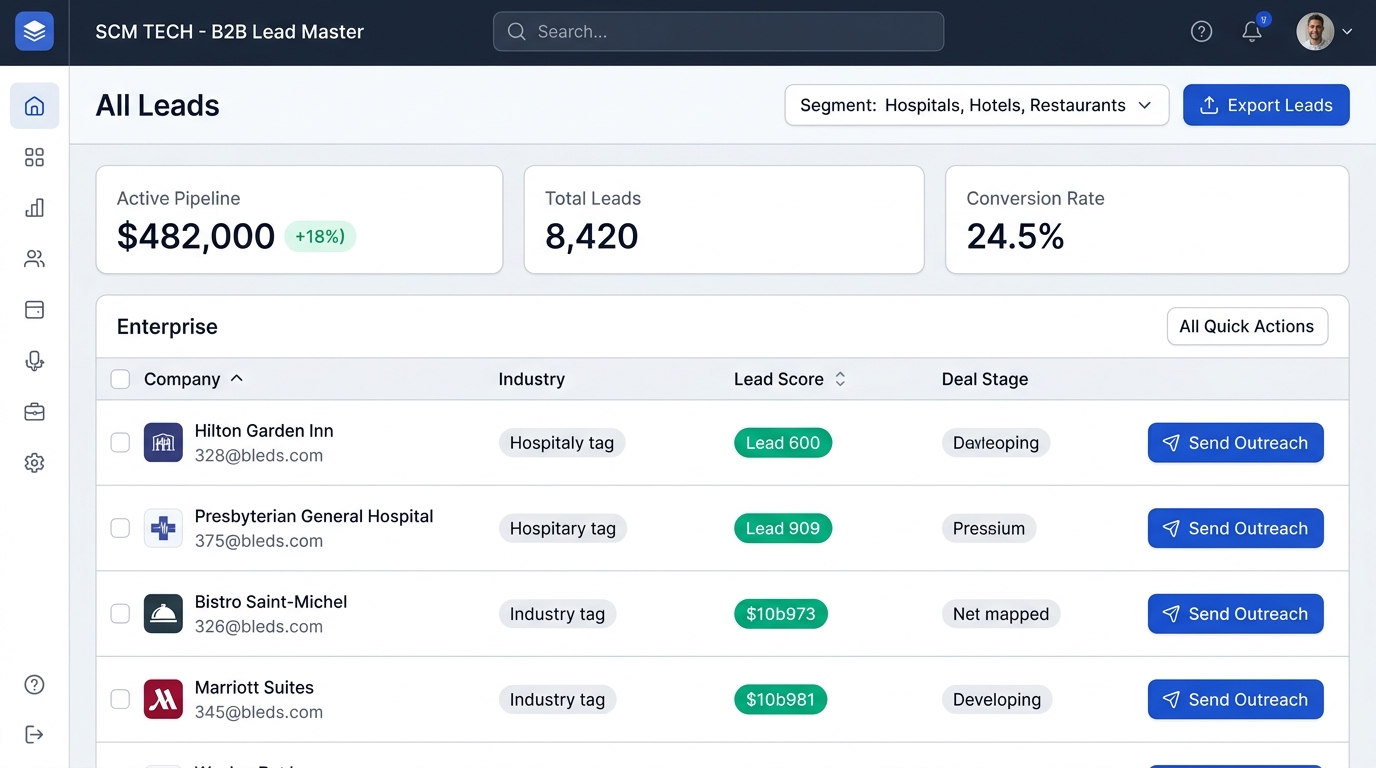 SCM TECH - B2B Lead Master
Search...
All Leads
Segment: Hospitals, Hotels, Restaurants
Export Leads
Active Pipeline
$482,000 +18%)
Total Leads
8,420
Conversion Rate
24.5%
Enterprise
All Quick Actions
Company Industry Lead Score Deal Stage
Hilton Garden Inn
328@bleds.com
Hospitaly tag
Lead 600
Davleoping
Send Outreach
Presbyterian General Hospital
375@bleds.com
Hospitary tag
Lead 909
Pressium
Send Outreach
Bistro Saint-Michel
326@bleds.com
Industry tag
$10b973
Net mapped
Send Outreach
Marriott Suites
345@bleds.com
Industry tag
$10b981
Developing
Send Outreach